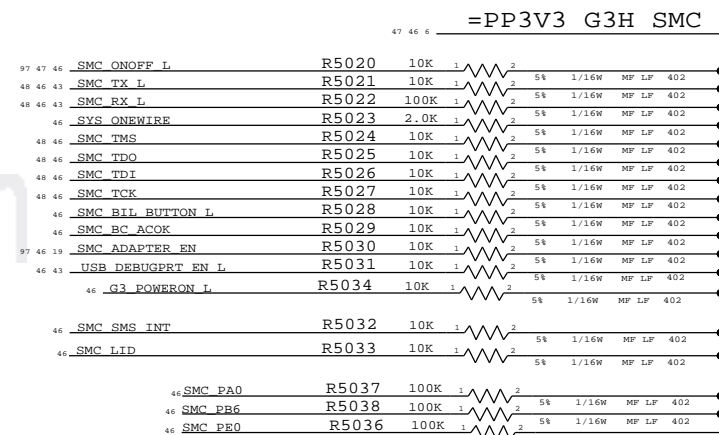 =PP3V3 G3H SMC
47 46 6
97 47 46 SMC_ONOFF_L R5020 10K 1 2 5% 1/16W MF LF 402
48 46 43 SMC_TX_L R5021 10K 1 2 5% 1/16W MF LF 402
48 46 43 SMC_RX_L R5022 100K 1 2 5% 1/16W MF LF 402
46 SYS_ONEWIRE R5023 2.0K 1 2 5% 1/16W MF LF 402
48 46 SMC_TMS R5024 10K 1 2 5% 1/16W MF LF 402
48 46 SMC_TDO R5025 10K 1 2 5% 1/16W MF LF 402
48 46 SMC_TDI R5026 10K 1 2 5% 1/16W MF LF 402
48 46 SMC_TCK R5027 10K 1 2 5% 1/16W MF LF 402
46 SMC_BIL_BUTTON_L R5028 10K 1 2 5% 1/16W MF LF 402
46 SMC_BC_ACOK R5029 10K 1 2 5% 1/16W MF LF 402
97 46 19 SMC_ADAPTER_EN R5030 10K 1 2 5% 1/16W MF LF 402
46 43 USB_DEBUGPRT_EN_L R5031 10K 1 2 5% 1/16W MF LF 402
46 G3_POWERON_L R5034 10K 1 2 5% 1/16W MF LF 402
46 SMC_SMS_INT R5032 10K 1 2 5% 1/16W MF LF 402
46 SMC_LID R5033 10K 1 2 5% 1/16W MF LF 402
46 SMC_PA0 R5037 100K 1 2 5% 1/16W MF LF 402
46 SMC_PB6 R5038 100K 1 2 5% 1/16W MF LF 402
46 SMC_PE0 R5036 100K 1 2